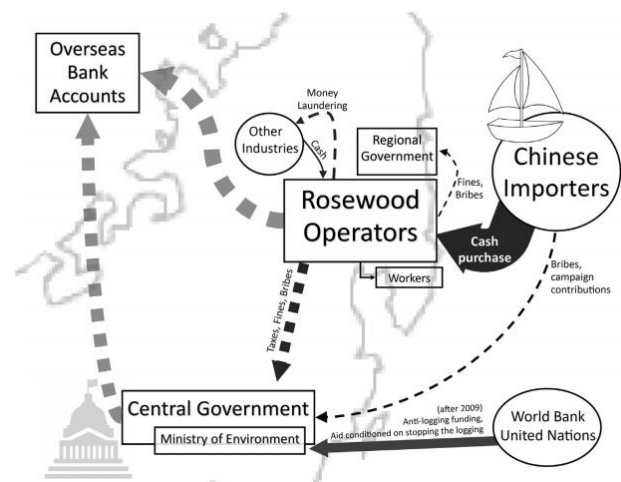 Overseas
Bank
Accounts
Money
Laundering
Other
Industries
Cash
Regional
Government
Chinese
Importers
Fines,
Bribes
Rosewood
Operators
Cash
purchase
Workers
Bribes,
campaign
contributions
Taxes, Fines, Bribes
Central Government
Ministry of Environment
(after 2009)
Anti-logging funding,
Aid conditioned on stopping the logging
World Bank
United Nations